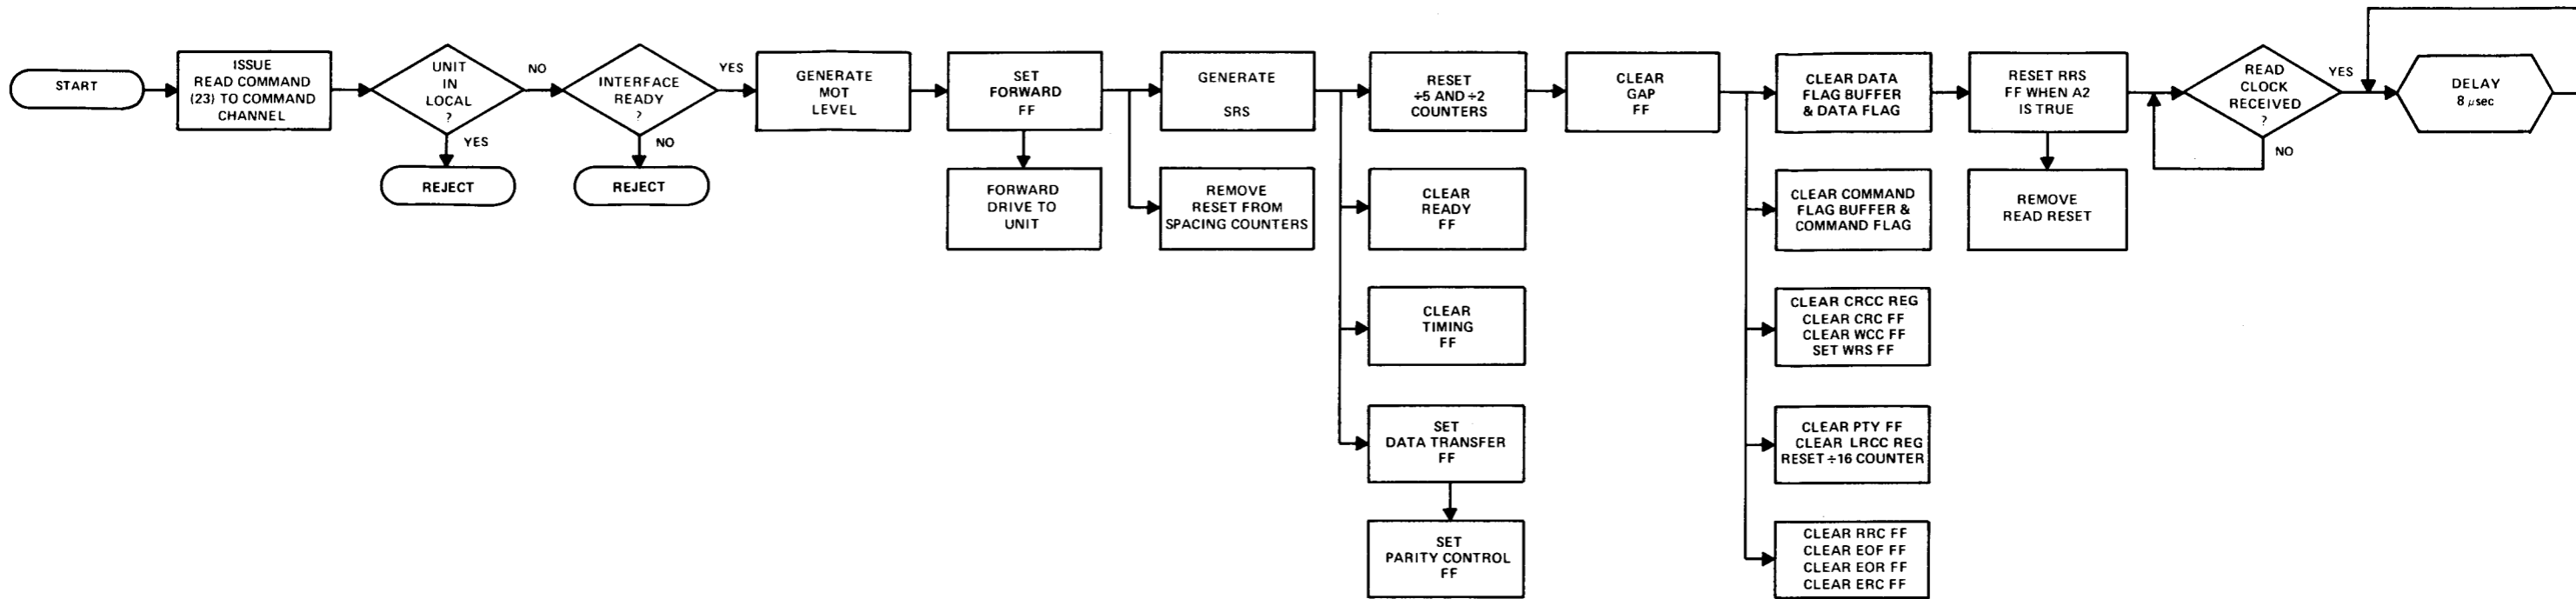 START
ISSUE
READ COMMAND
(23) TO COMMAND
CHANNEL
UNIT
IN
LOCAL
?
NO
YES
REJECT
INTERFACE
READY
?
YES
NO
REJECT
GENERATE
MOT
LEVEL
SET
FORWARD
FF
FORWARD
DRIVE TO
UNIT
GENERATE
SRS
REMOVE
RESET FROM
SPACING COUNTERS
RESET
÷5 AND ÷2
COUNTERS
CLEAR
READY
FF
CLEAR
TIMING
FF
SET
DATA TRANSFER
FF
SET
PARITY CONTROL
FF
CLEAR
GAP
FF
CLEAR DATA
FLAG BUFFER
& DATA FLAG
CLEAR COMMAND
FLAG BUFFER &
COMMAND FLAG
CLEAR CRCC REG
CLEAR CRC FF
CLEAR WCC FF
SET WRS FF
CLEAR PTY FF
CLEAR LRCC REG
RESET ÷16 COUNTER
CLEAR RRC FF
CLEAR EOF FF
CLEAR EOR FF
CLEAR ERC FF
RESET RRS
FF WHEN A2
IS TRUE
REMOVE
READ RESET
READ
CLOCK
RECEIVED
?
YES
NO
DELAY
8 μsec